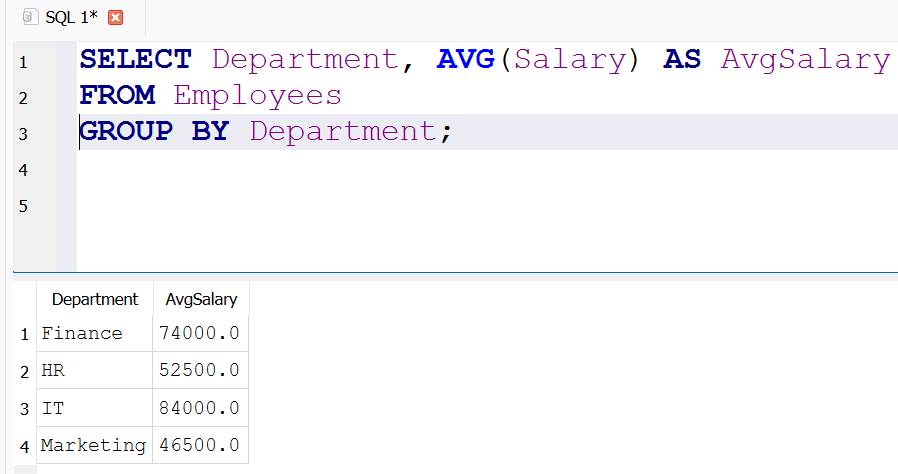 SQL 1*
1 SELECT Department, AVG(Salary) AS AvgSalary
2 FROM Employees
3 GROUP BY Department;
4
5
Department AvgSalary
1 Finance 74000.0
2 HR 52500.0
3 IT 84000.0
4 Marketing 46500.0